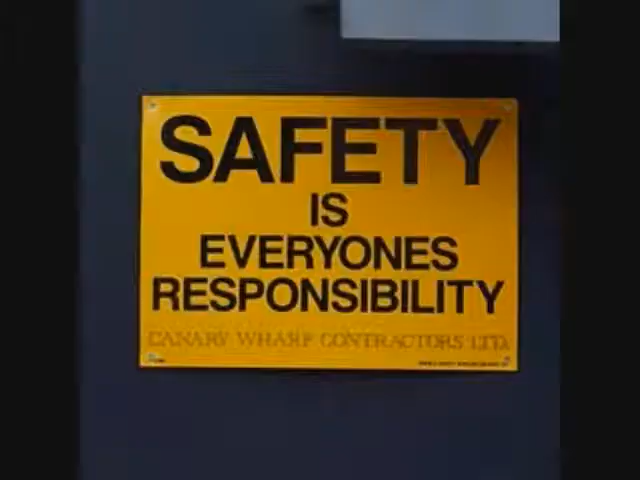 SAFETY
IS
EVERYONES
RESPONSIBILITY
CANARY WHARF CONTRACTORS LTD.